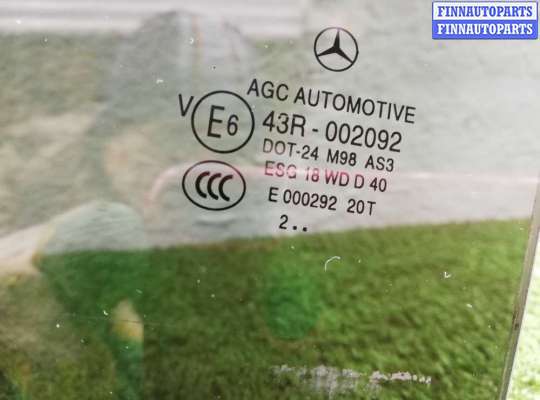 FINNAUTOPARTS
FINNAUTOPARTS
AGC AUTOMOTIVE
V E6 43R - 002092
DOT-24 M98 AS3
CCC ESG 18 WD D 40
E 000292 20T
2 . .